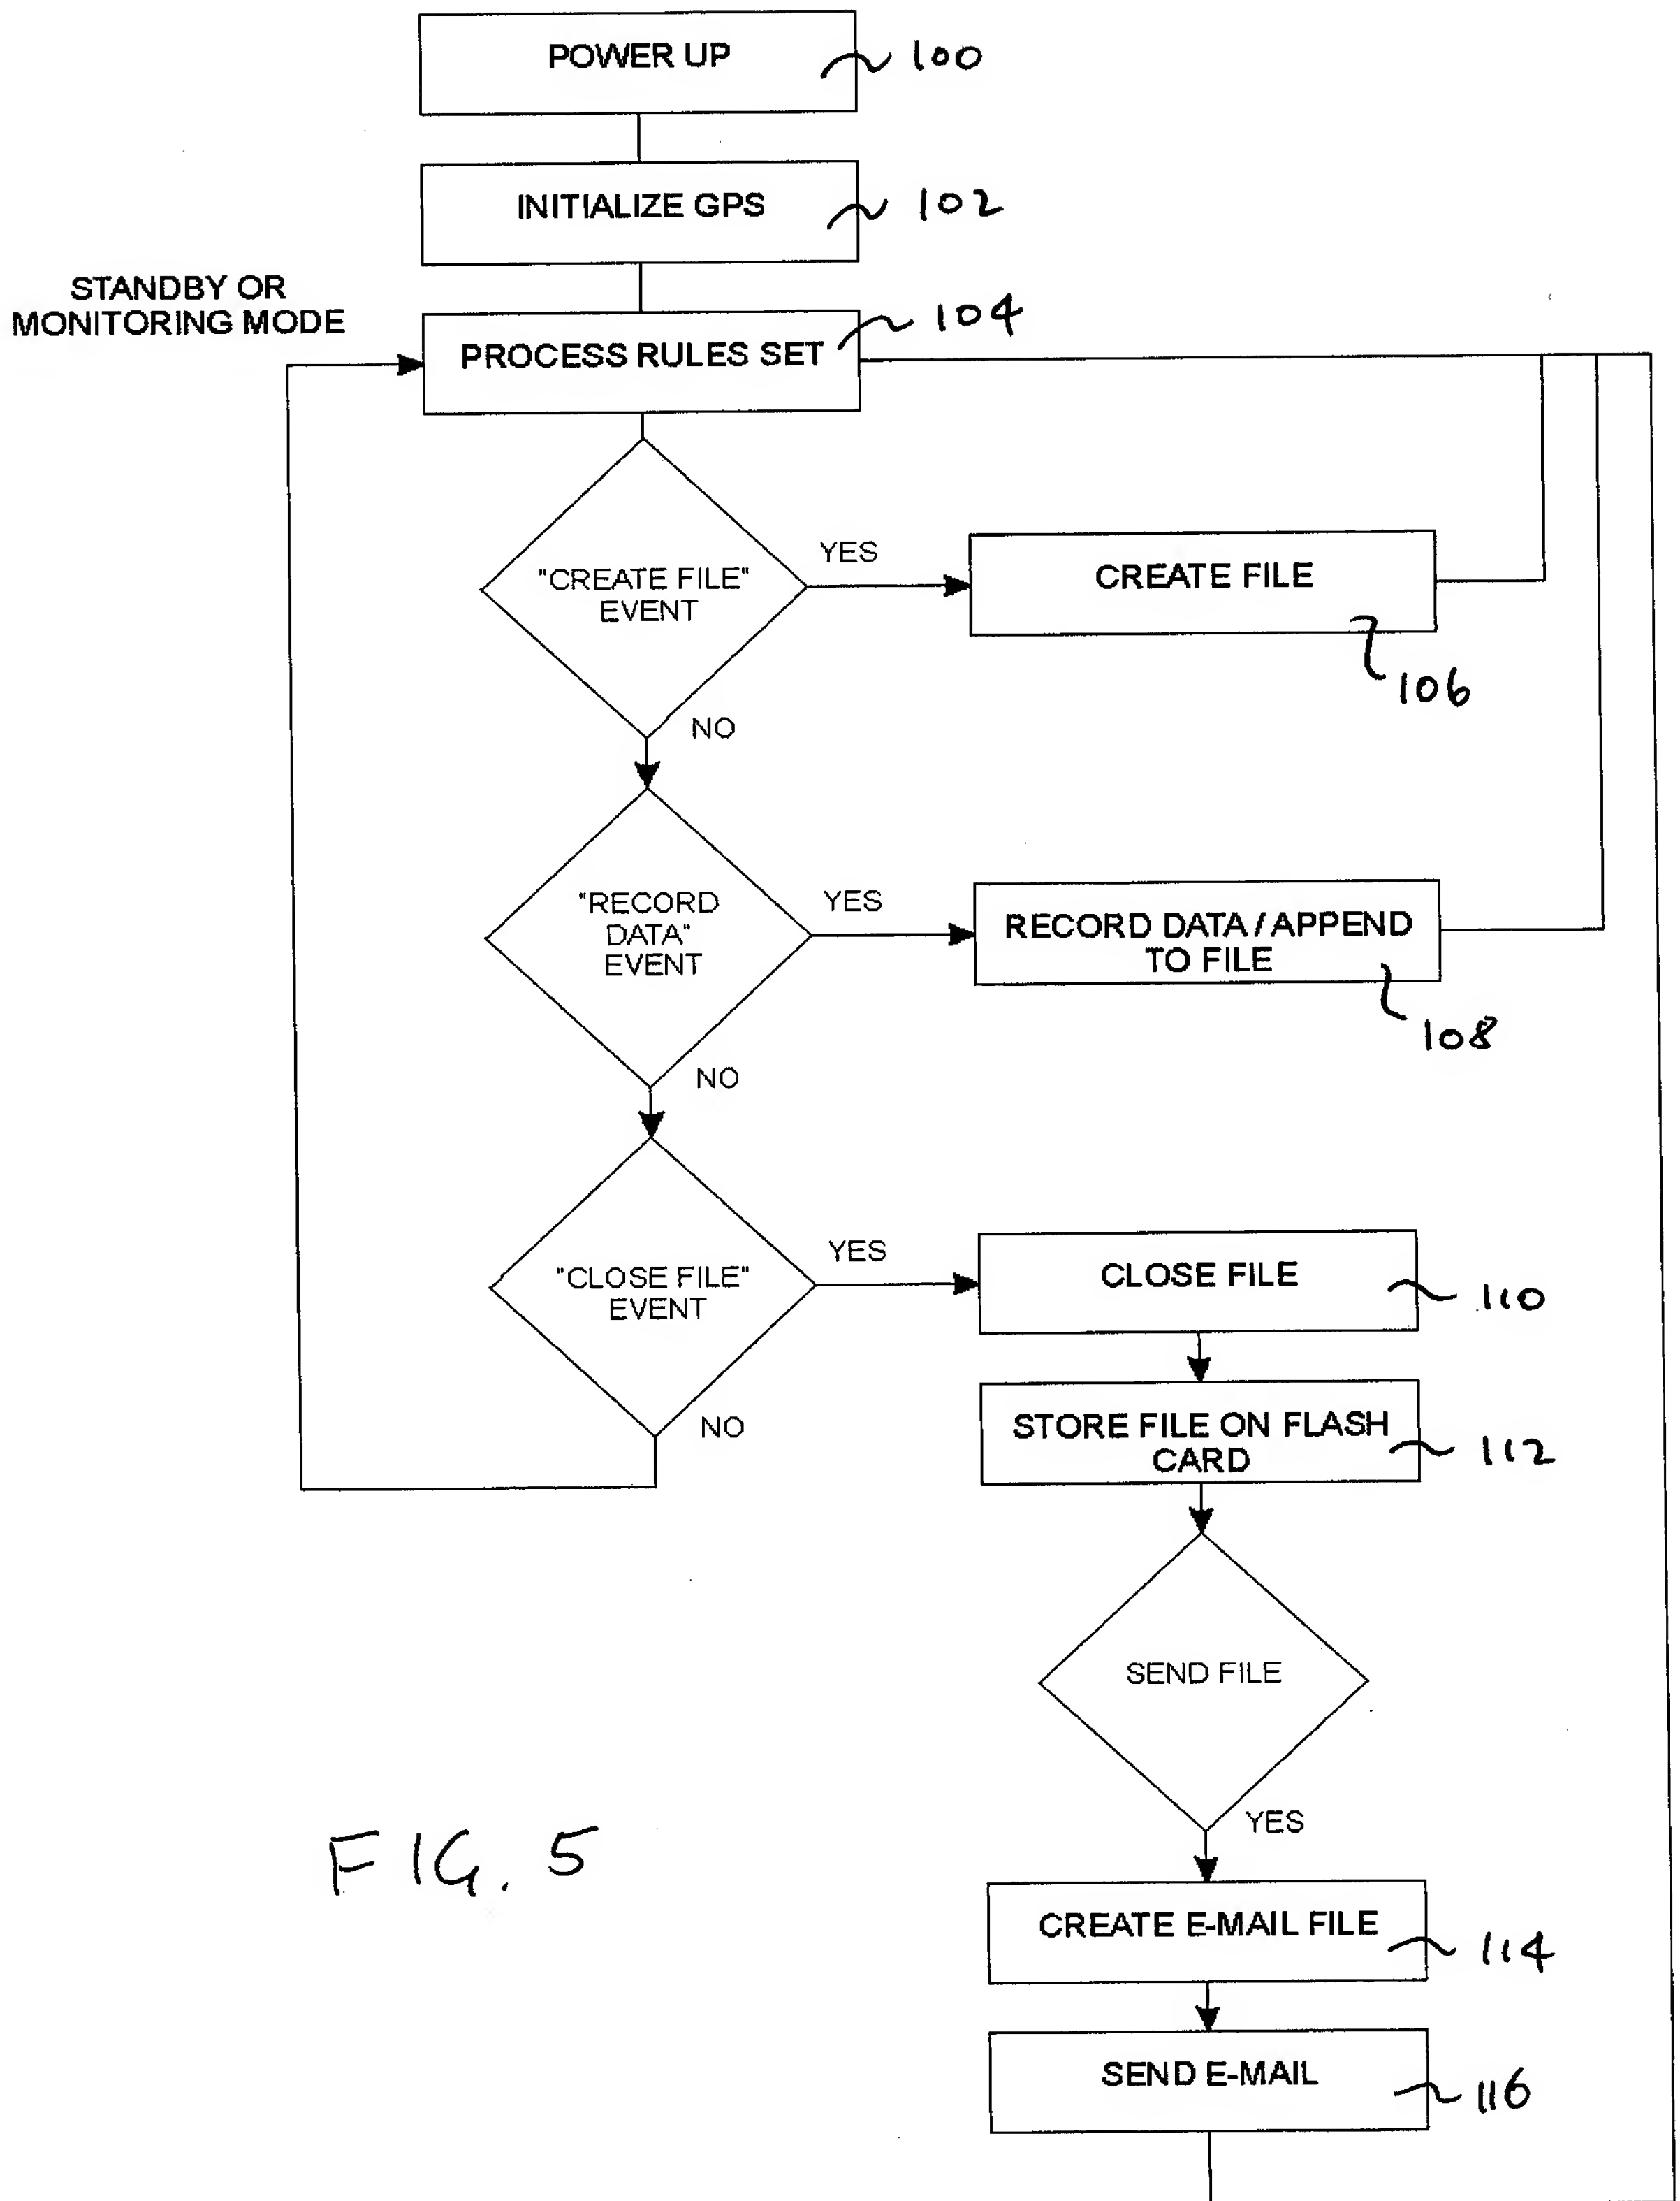 POWER UP
100
INITIALIZE GPS
102
STANDBY OR
MONITORING MODE
104
PROCESS RULES SET
"CREATE FILE"
EVENT
YES
CREATE FILE
106
NO
"RECORD
DATA"
EVENT
YES
RECORD DATA / APPEND
TO FILE
108
NO
"CLOSE FILE"
EVENT
YES
CLOSE FILE
110
NO
STORE FILE ON FLASH
CARD
112
SEND FILE
YES
FIG. 5
CREATE E-MAIL FILE
114
SEND E-MAIL
116